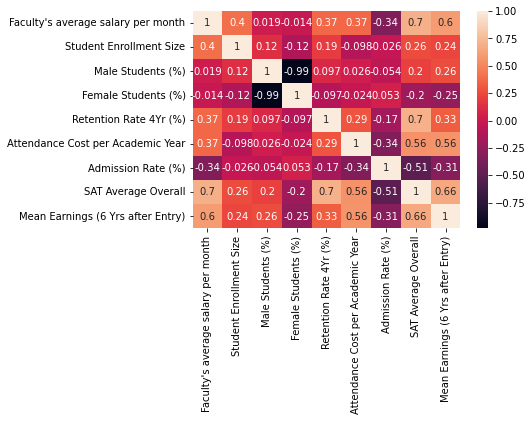 Faculty's average salary per month 1 0.4 0.019 -0.014 0.37 0.37 -0.34 0.7 0.6
Student Enrollment Size 0.4 1 0.12 -0.12 0.19 -0.098 -0.026 0.26 0.24
Male Students (%) -0.019 0.12 1 -0.99 0.097 0.026 -0.054 0.2 0.26
Female Students (%) -0.014 -0.12 -0.99 1 -0.097 -0.024 0.053 -0.2 -0.25
Retention Rate 4Yr (%) 0.37 0.19 0.097 -0.097 1 0.29 -0.17 0.7 0.33
Attendance Cost per Academic Year 0.37 -0.098 0.026 -0.024 0.29 1 -0.34 0.56 0.56
Admission Rate (%) -0.34 -0.026 -0.054 0.053 -0.17 -0.34 1 -0.51 -0.31
SAT Average Overall 0.7 0.26 0.2 -0.2 0.7 0.56 -0.51 1 0.66
Mean Earnings (6 Yrs after Entry) 0.6 0.24 0.26 -0.25 0.33 0.56 -0.31 0.66 1
Faculty's average salary per month
Student Enrollment Size
Male Students (%)
Female Students (%)
Retention Rate 4Yr (%)
Attendance Cost per Academic Year
Admission Rate (%)
SAT Average Overall
Mean Earnings (6 Yrs after Entry)
1.00
0.75
0.50
0.25
0.00
−0.25
−0.50
−0.75